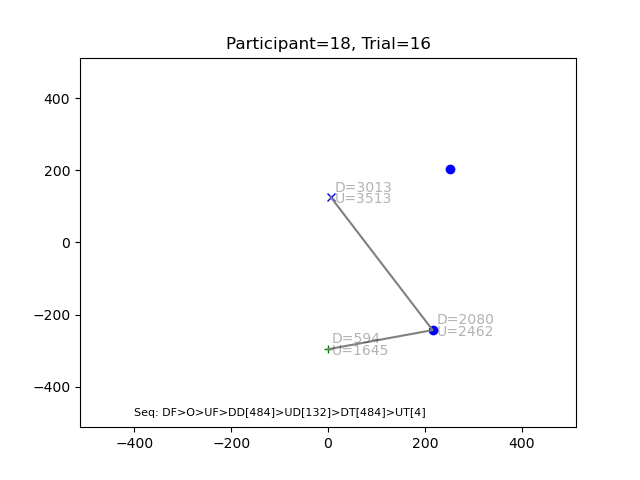 Participant=18, Trial=16
400
200
0
−200
−400
D=3013
U=3513
D=2080
U=2462
D=594
U=1645
Seq: DF>O>UF>DD[484]>UD[132]>DT[484]>UT[4]
−400
−200
0
200
400